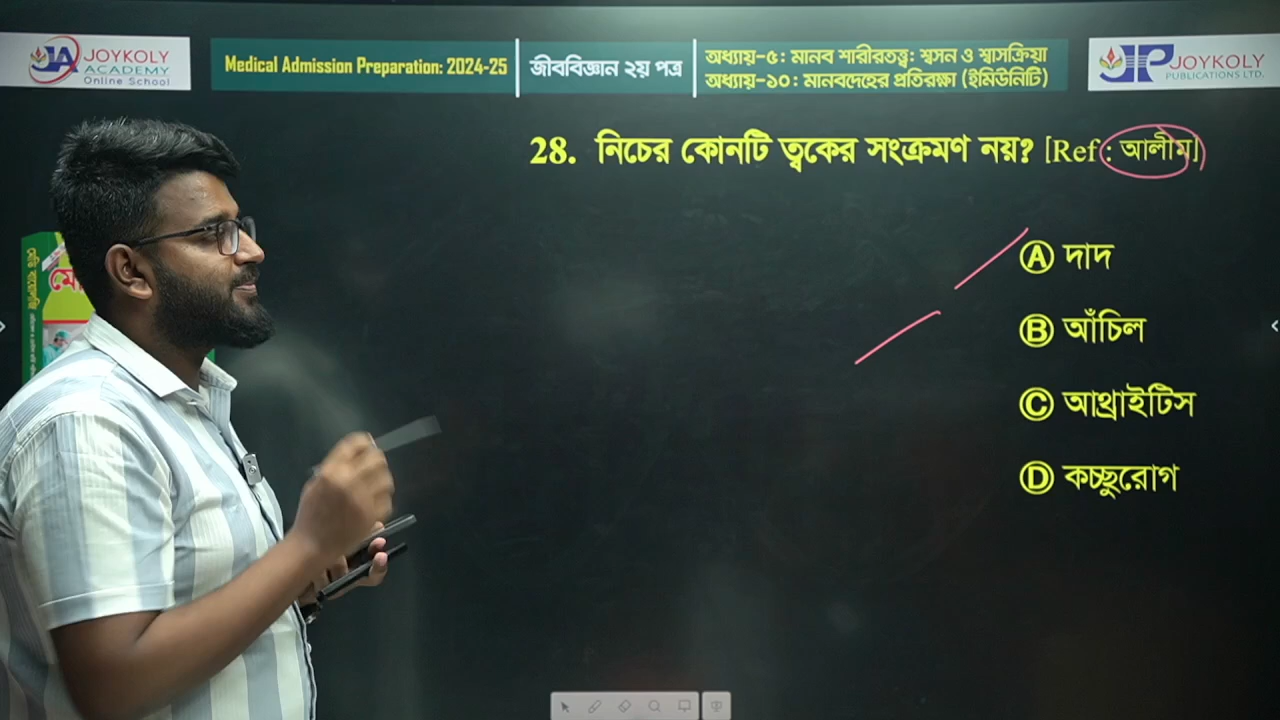 JA JOYKOLY
ACADEMY
Online School
Medical Admission Preparation: 2024-25
জীববিজ্ঞান ২য় পত্র
অধ্যায়-৫: মানব শারীরতত্ত্ব: শ্বসন ও শ্বাসক্রিয়া
অধ্যায়-১০: মানবদেহের প্রতিরক্ষা (ইমিউনিটি)
JP JOYKOLY
PUBLICATIONS LTD.
28. নিচের কোনটি ত্বকের সংক্রমণ নয়? [Ref : আলীম]
A দাদ
B আঁচিল
C আথ্রাইটিস
D কচ্ছুরোগ